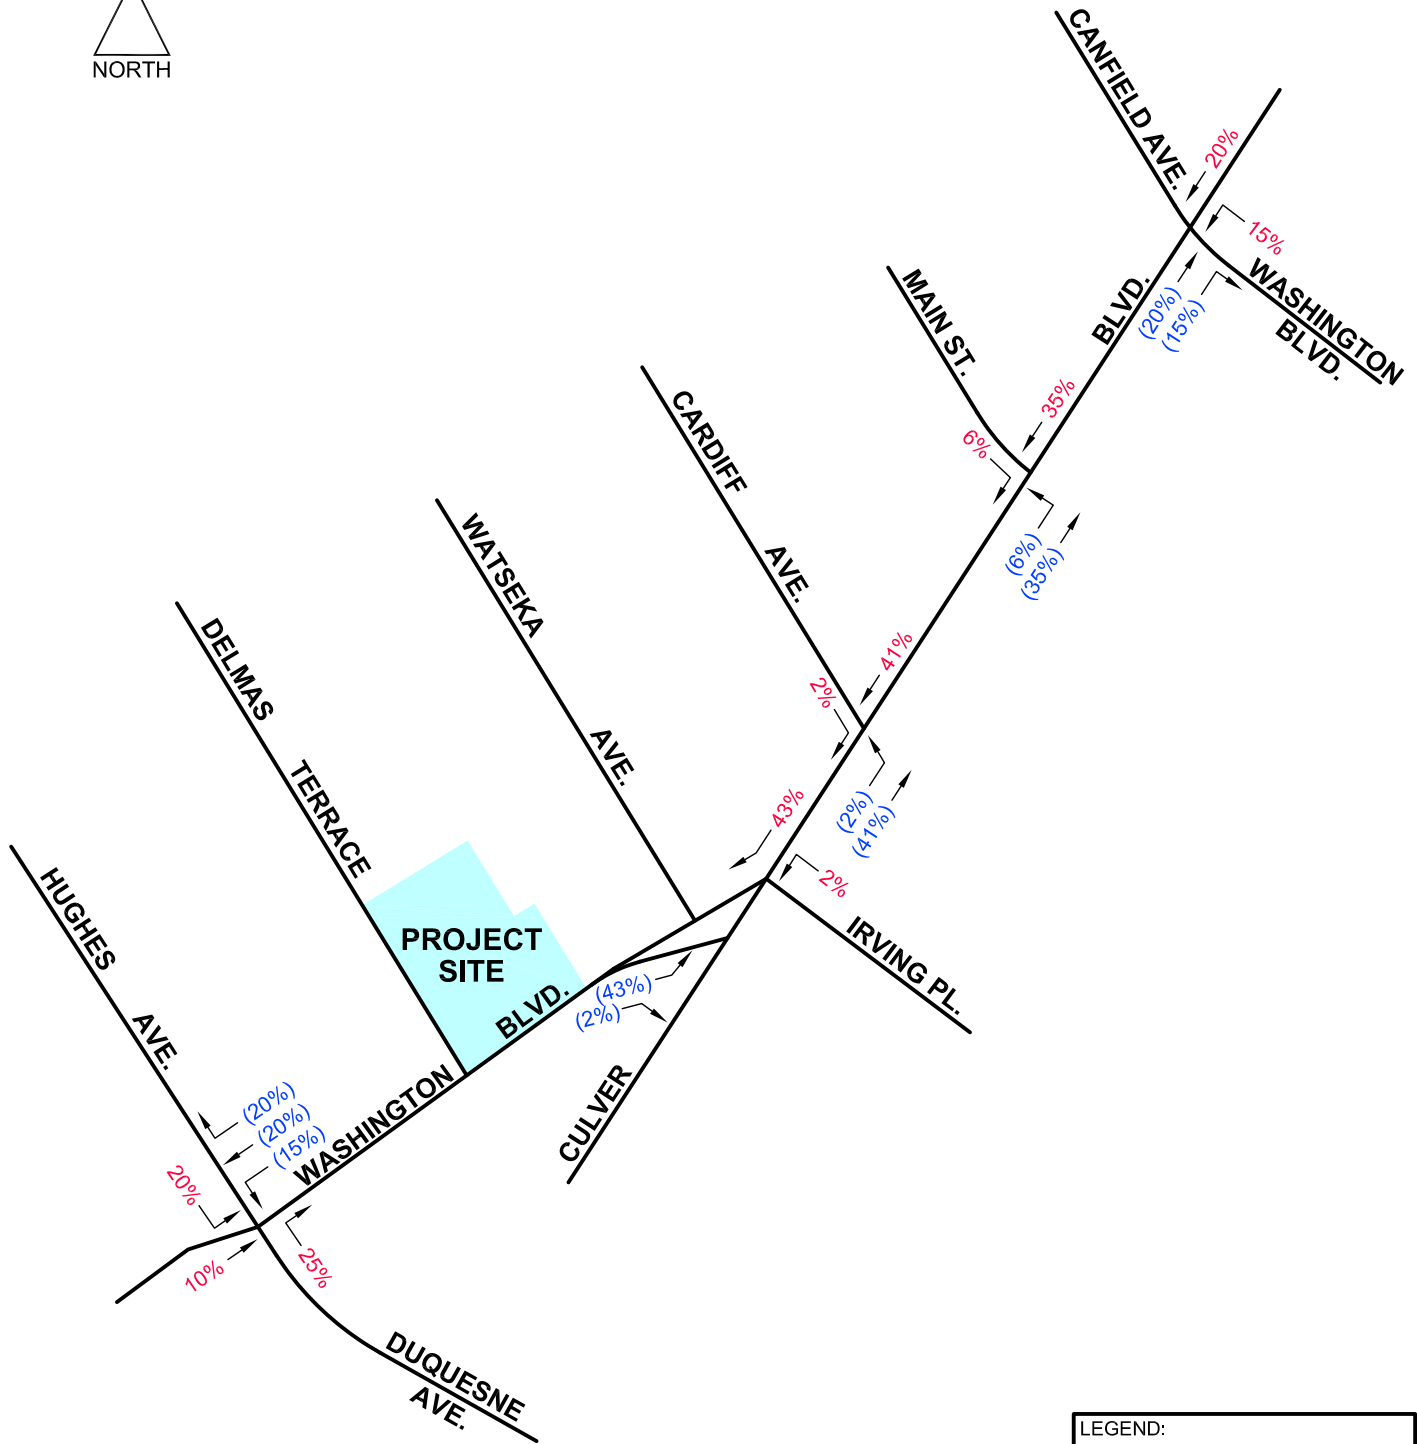 NORTH
CANFIELD AVE.
20%
15%
WASHINGTON
BLVD.
(20%)
(15%)
BLVD.
MAIN ST.
35%
6%
(6%)
(35%)
CARDIFF
AVE.
41%
2%
(2%)
(41%)
WATSEKA
AVE.
43%
2%
IRVING PL.
DELMAS
TERRACE
PROJECT
SITE
BLVD.
(43%)
(2%)
CULVER
HUGHES
AVE.
(20%)
(20%)
(15%)
WASHINGTON
20%
10%
25%
DUQUESNE
AVE.
LEGEND: